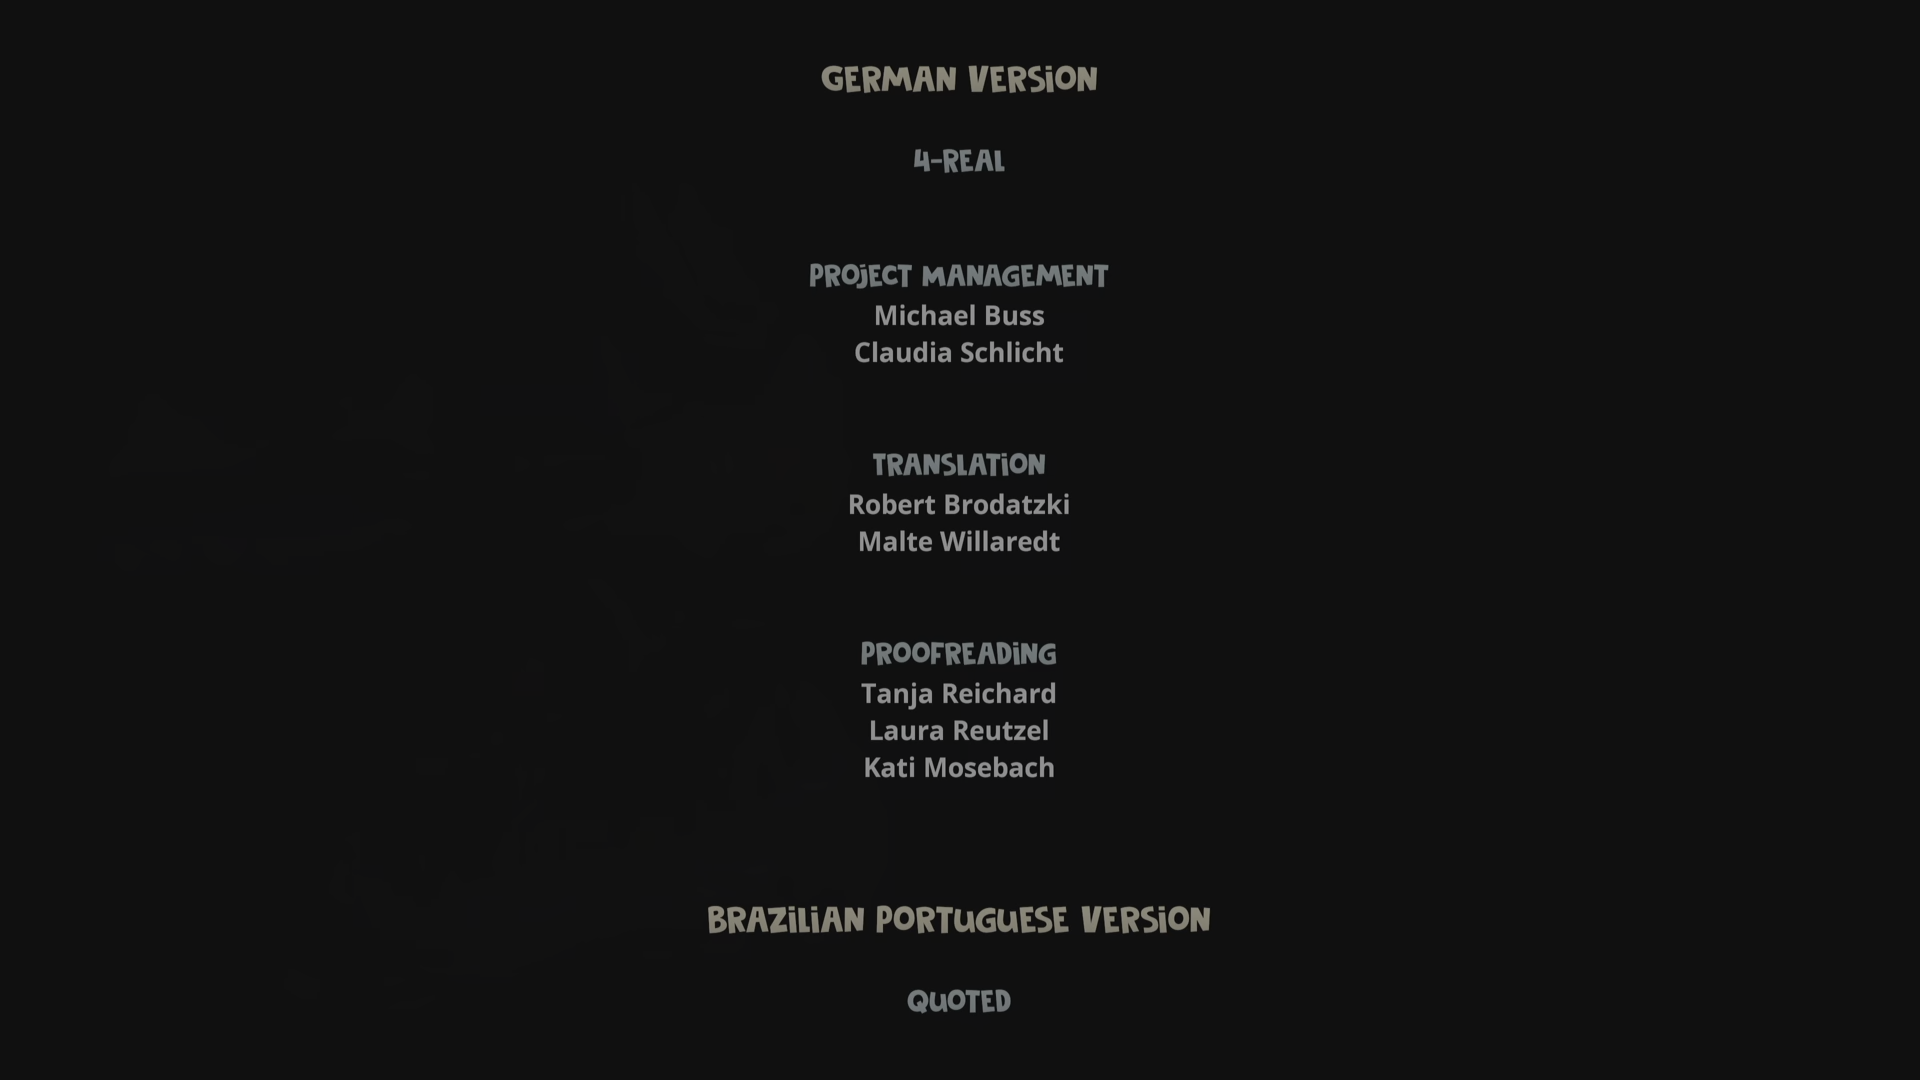 GERMAN VERSiON
4-REAL
PROjECT MANAGEMENT
Michael Buss
Claudia Schlicht
TRANSLATiON
Robert Brodatzki
Malte Willaredt
PROOFREADiNG
Tanja Reichard
Laura Reutzel
Kati Mosebach
BRAZiLiAN PORTuGuESE VERSiON
QuOTED